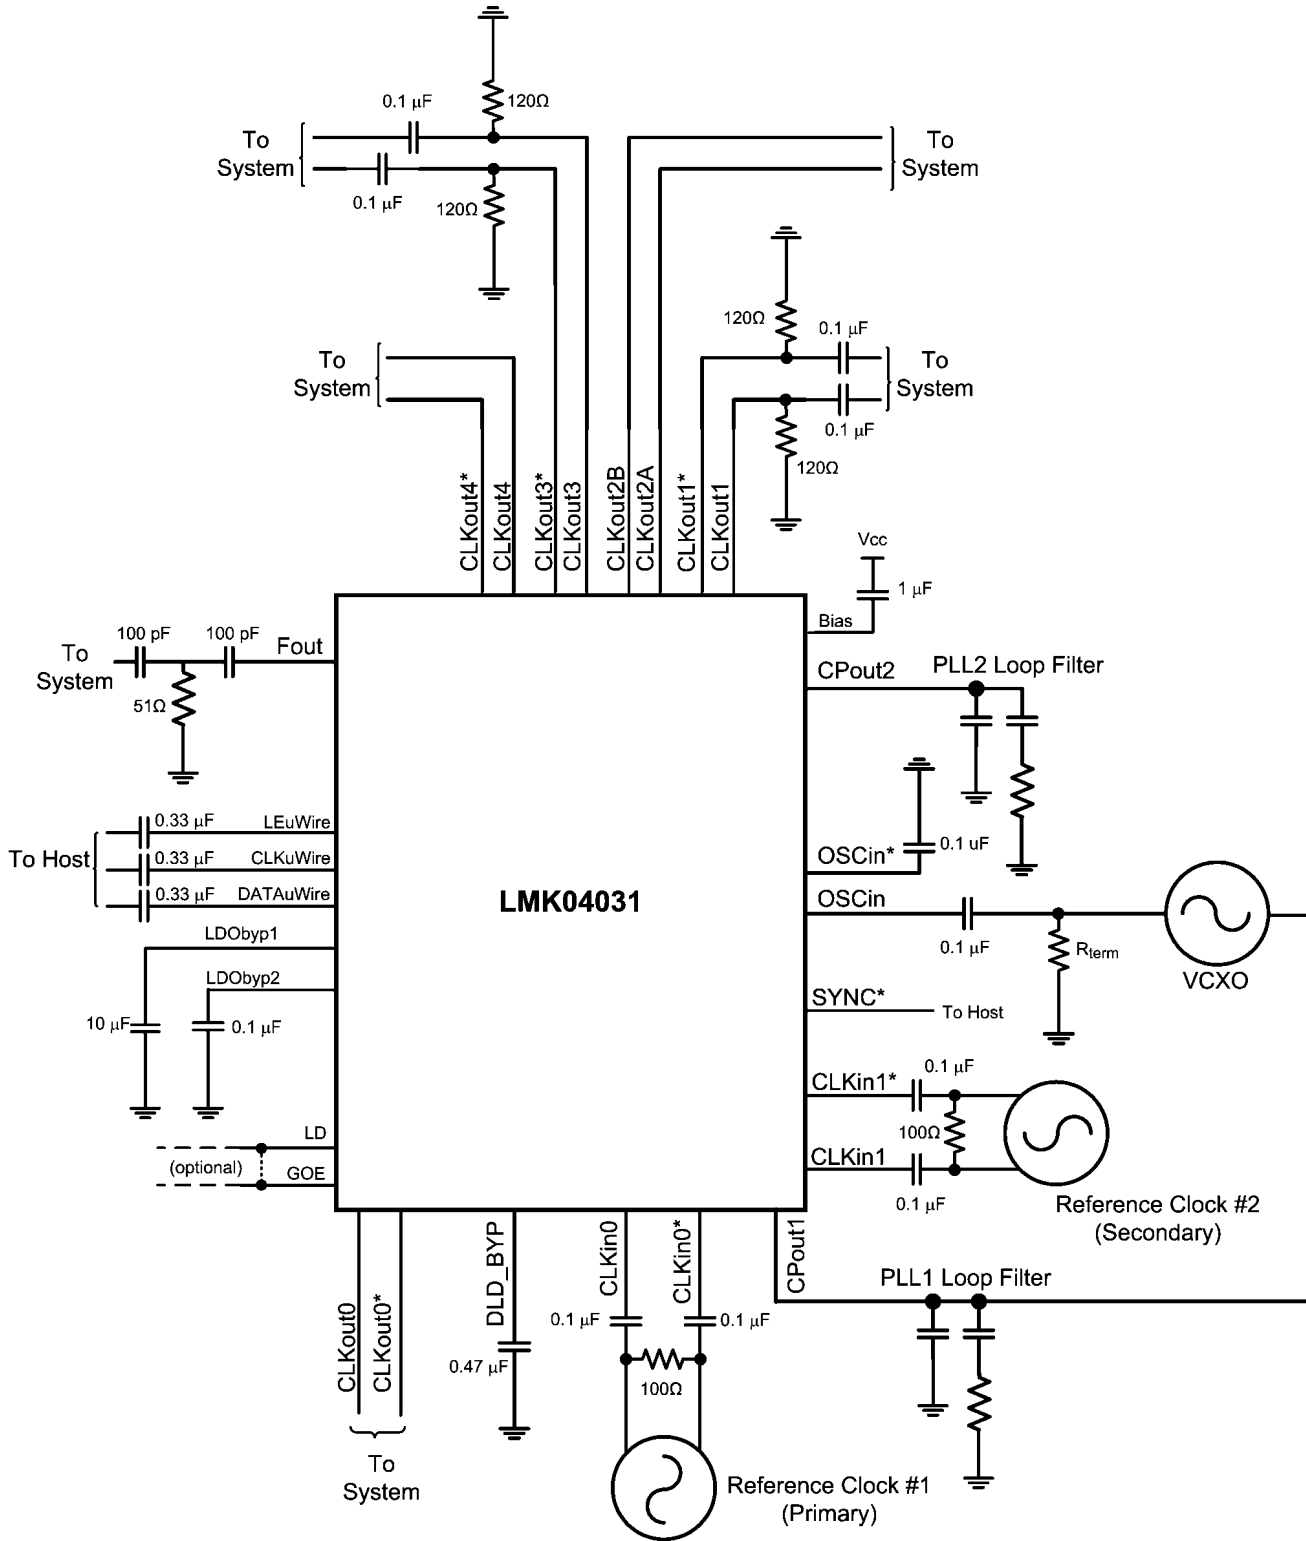 0.1 µF
120Ω
To
System
0.1 µF
120Ω
To
System
120Ω
0.1 µF
To
System
To
System
0.1 µF
120Ω
CLKout4*
CLKout4
CLKout3*
CLKout3
CLKout2B
CLKout2A
CLKout1*
CLKout1
Vcc
1 µF
Bias
100 pF
100 pF
Fout
To
System
51Ω
CPout2
PLL2 Loop Filter
0.33 µF
LEuWire
To Host
0.33 µF
CLKuWire
0.33 µF
DATAuWire
LMK04031
OSCin*
0.1 uF
OSCin
0.1 µF
Rterm
VCXO
LDObyp1
LDObyp2
10 µF
0.1 µF
SYNC*
To Host
CLKin1*
0.1 µF
100Ω
CLKin1
0.1 µF
Reference Clock #2
(Secondary)
LD
(optional)
GOE
CLKout0
CLKout0*
To
System
DLD_BYP
0.47 µF
CLKin0
CLKin0*
0.1 µF
0.1 µF
100Ω
Reference Clock #1
(Primary)
CPout1
PLL1 Loop Filter